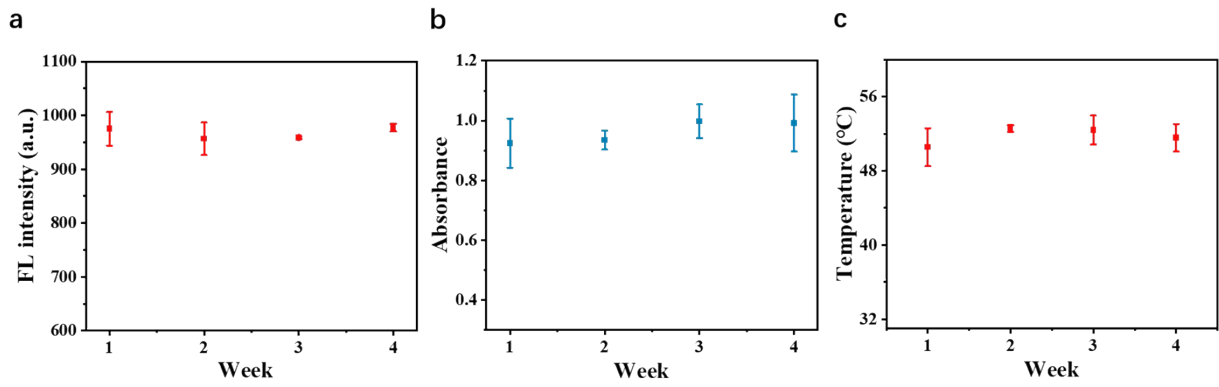 a
FL intensity (a.u.)
1100
1000
900
800
700
600
1 2 3 4
Week
b
Absorbance
1.2
1.0
0.8
0.6
0.4
1 2 3 4
Week
c
Temperature (℃)
56
48
40
32
1 2 3 4
Week